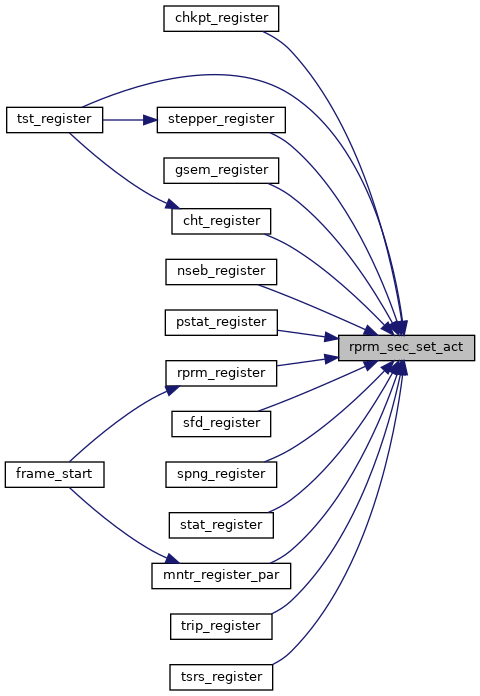 chkpt_register
tst_register
stepper_register
gsem_register
cht_register
nseb_register
pstat_register
rprm_sec_set_act
rprm_register
sfd_register
frame_start
spng_register
stat_register
mntr_register_par
trip_register
tsrs_register